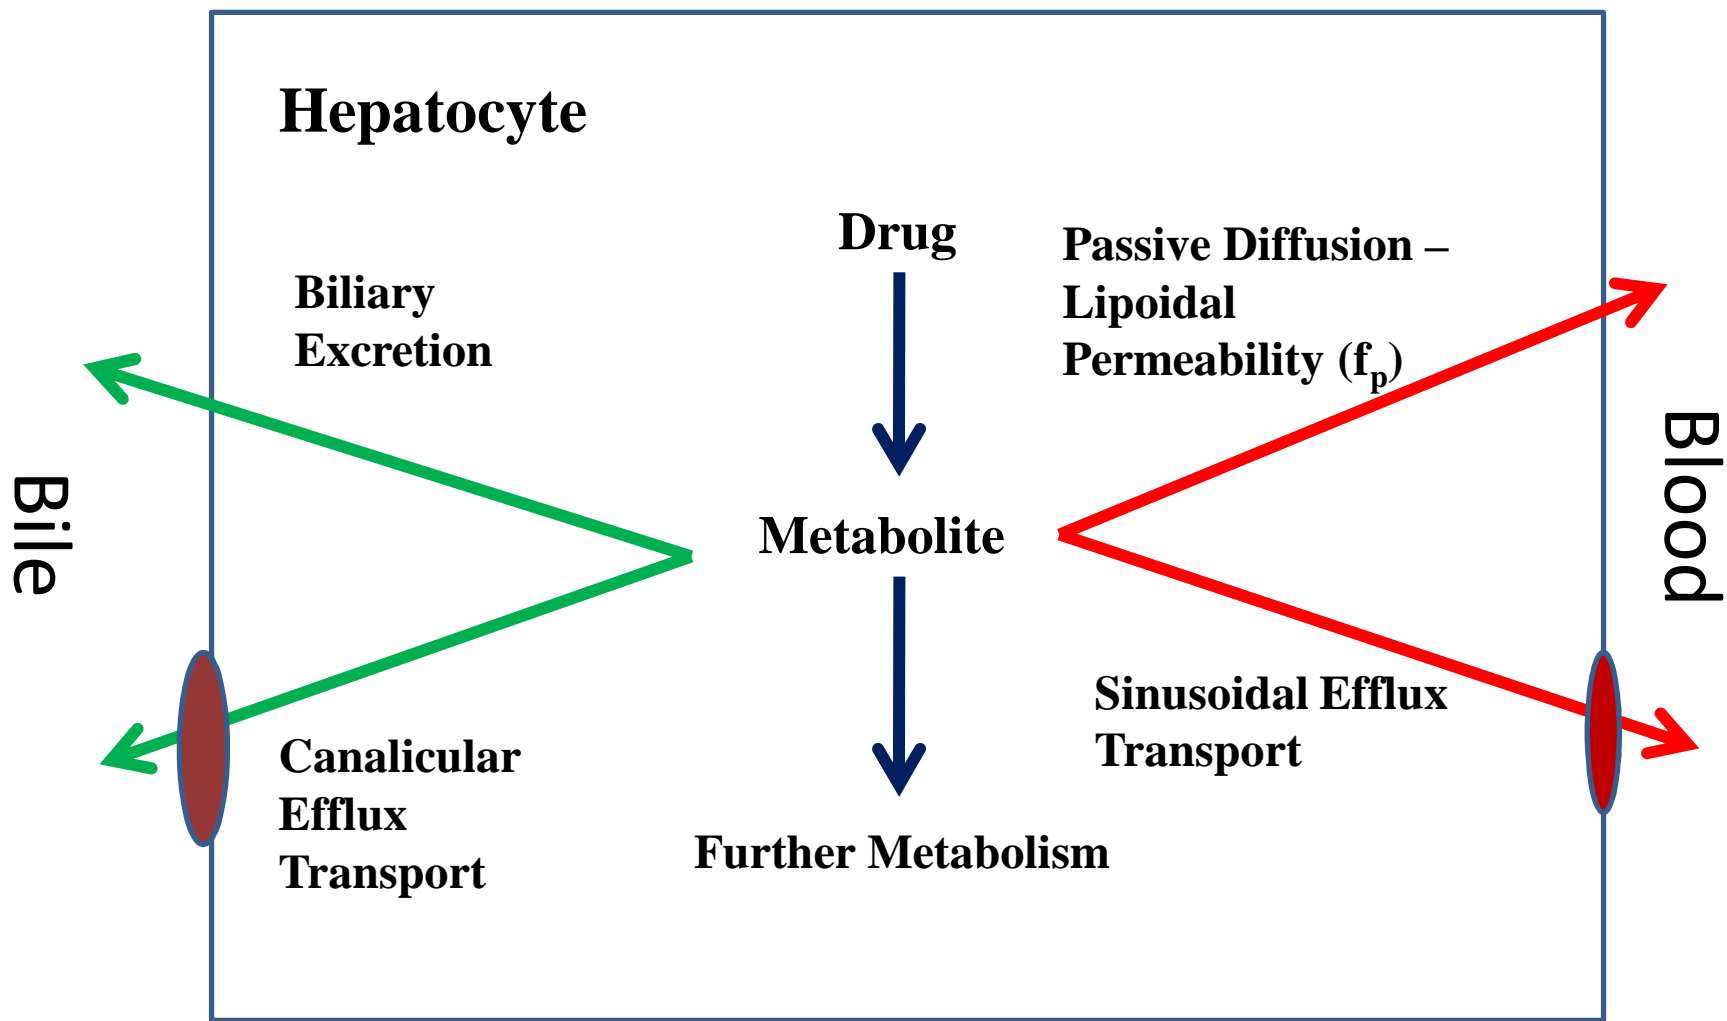 Hepatocyte
Drug
Passive Diffusion –
Lipoidal
Permeability (fp)
Biliary
Excretion
Bile
Blood
Metabolite
Sinusoidal Efflux
Transport
Canalicular
Efflux
Transport
Further Metabolism